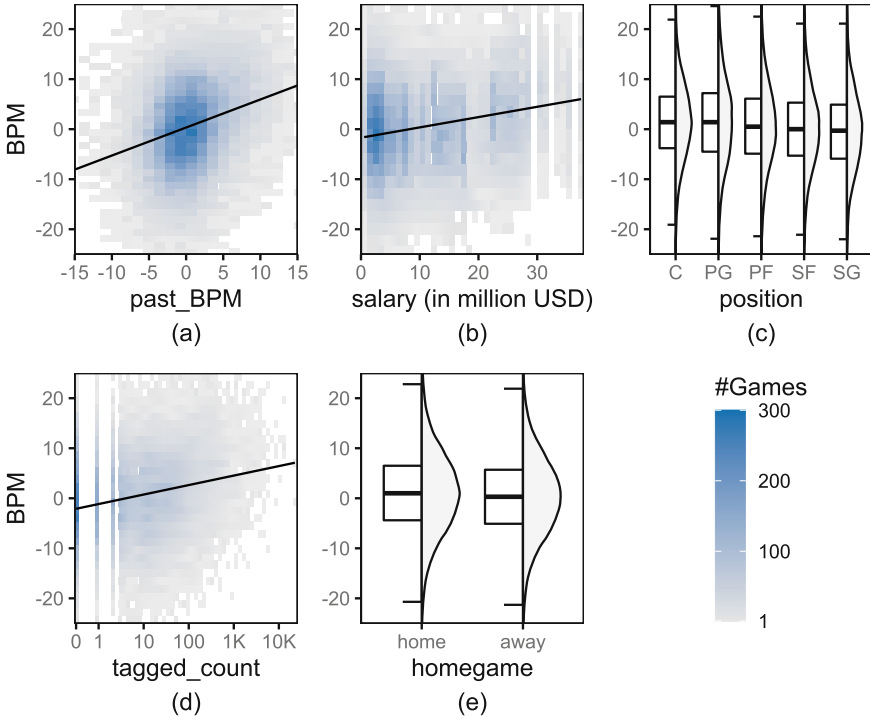 BPM
20
10
0
-10
-20
-15 -10 -5 0 5 10 15
past_BPM
(a)
20
10
0
-10
-20
0 10 20 30
salary (in million USD)
(b)
20
10
0
-10
-20
C PG PF SF SG
position
(c)
BPM
20
10
0
-10
-20
0 1 10 100 1K 10K
tagged_count
(d)
20
10
0
-10
-20
home away
homegame
(e)
#Games
300
200
100
1